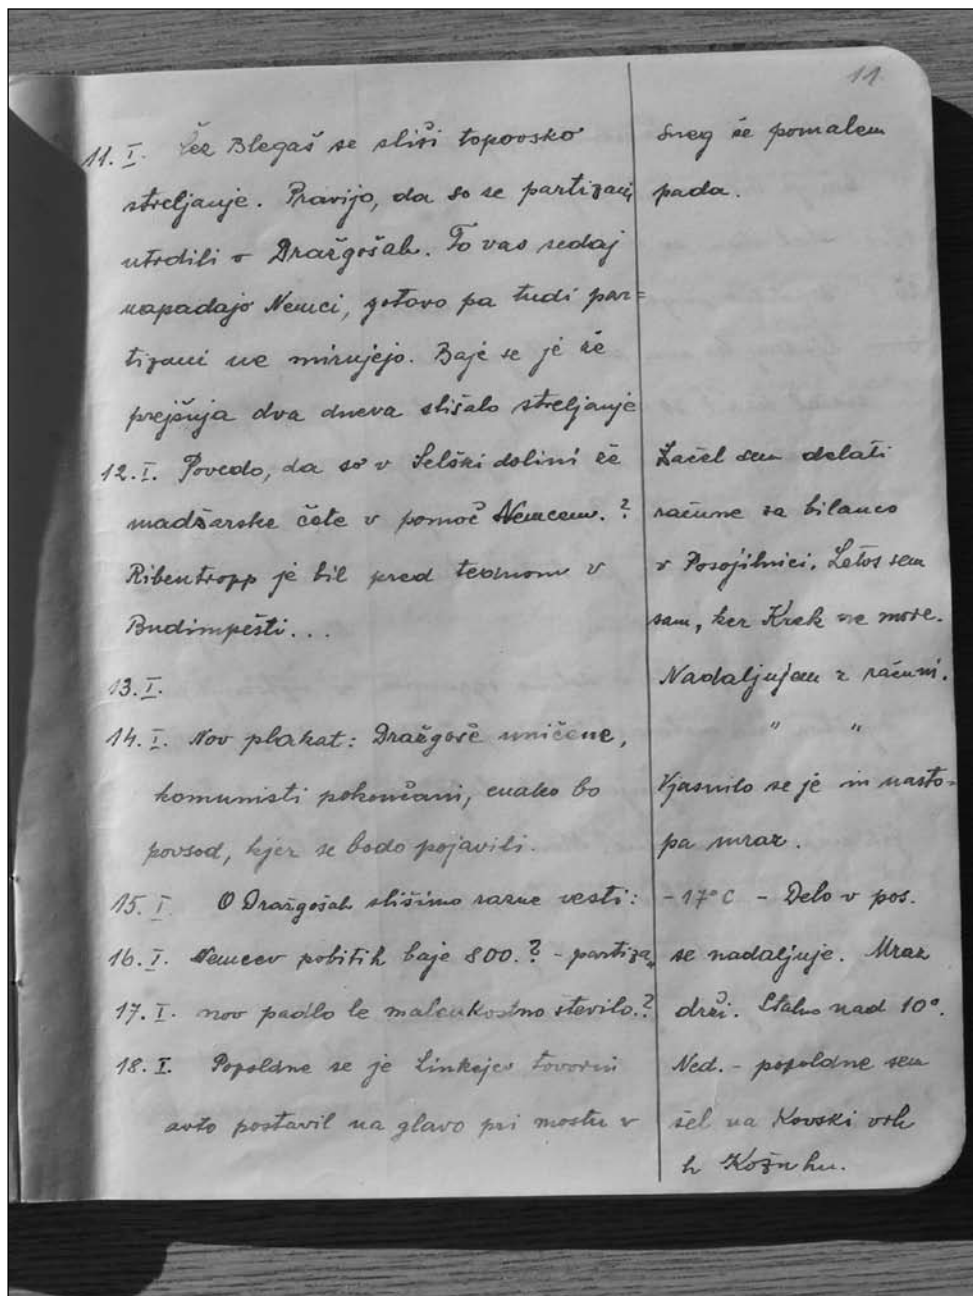 11.
11. I. Čez Blegaš se sliši topovsko
streljanje. Pravijo, da so se partizani
utrdili v Dražgošah. To vas sedaj
napadajo Nemci, gotovo pa tudi par=
tizani ne mirujejo. Baje se je že
prejšnja dva dneva slišalo streljanje
12. I. Povedo, da so v Selški dolini že
madžarske čete v pomoč Nemcem. ?
Ribentropp je bil pred tednom v
Budimpešti...
13. I.
14. I. Nov plakat: Dražgoše uničene,
komunisti pokončani, enako bo
povsod, kjer se bodo pojavili.
15. I. O Dražgošah slišimo razne vesti:
16. I. Nemcev pobitih baje 800. ? - partiza
17. I. nov padlo le malenkostno število. ?
18. I. Popoldne se je Linkejev tovorni
avto postavil na glavo pri mostu v
Sneg še pomalem
pada.
Začel sem delati
račune za bilanco
v Posojilnici. Letos sem
sam, ker Krek ne more.
Nadaljujem z računi.
" "
Vjasnilo se je in nasto-
pa mraz.
- 17° C - Delo v pos.
se nadaljuje. Mraz
drži. Stalno nad 10°.
Ned. - popoldne sem
šel na Kovski vrh
k Kožuhu.